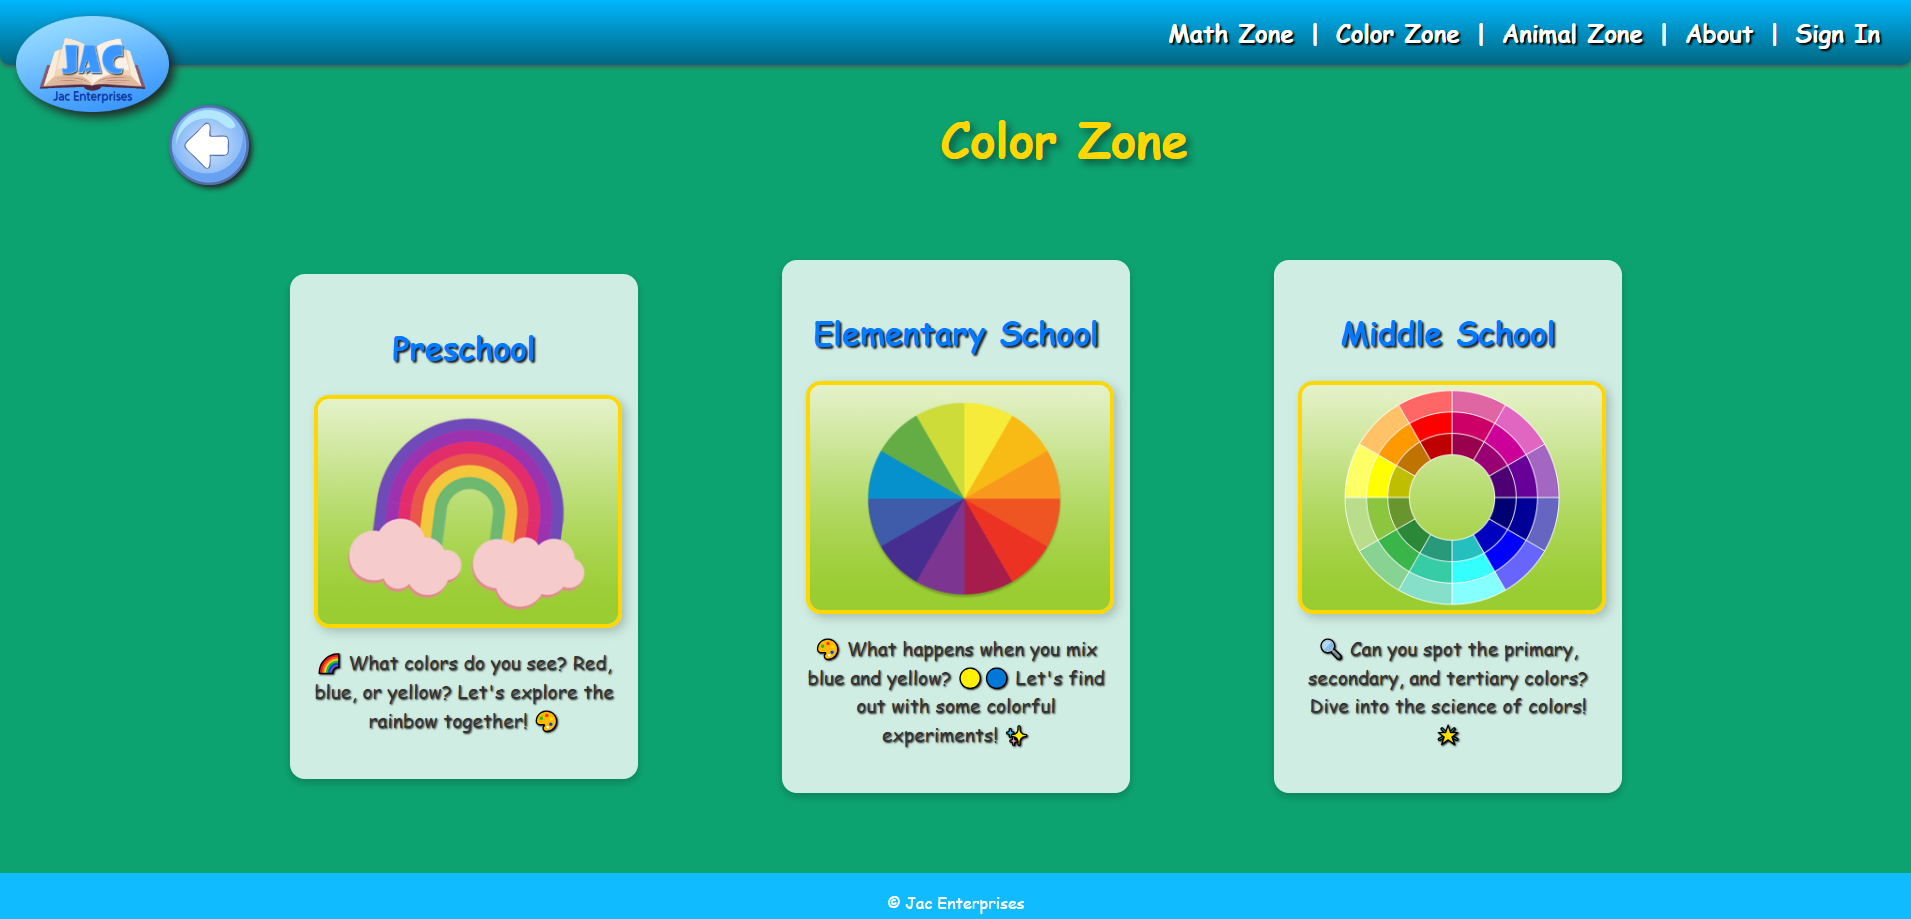 Math Zone | Color Zone | Animal Zone | About | Sign In
JAC
Jac Enterprises
Color Zone
Preschool
🌈 What colors do you see? Red,
blue, or yellow? Let's explore the
rainbow together! 🎨
Elementary School
🎨 What happens when you mix
blue and yellow? 🟡🔵 Let's find
out with some colorful
experiments! ✨
Middle School
🔍 Can you spot the primary,
secondary, and tertiary colors?
Dive into the science of colors!
🌟
© Jac Enterprises